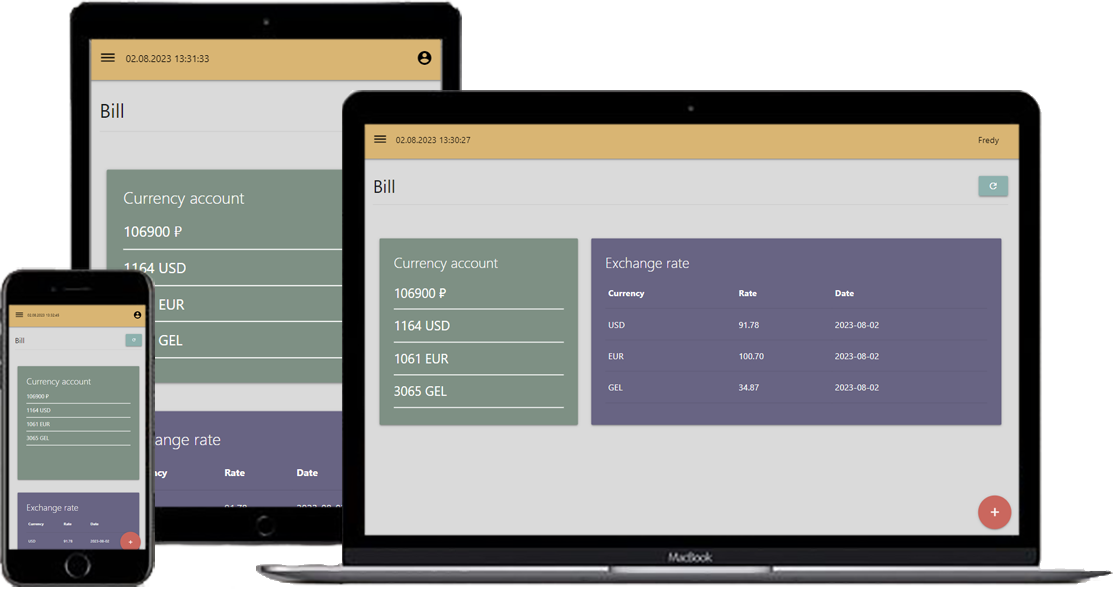 02.08.2023 13:31:33
Bill
Currency account
106900 ₽
1164 USD
EUR
GEL
ange rate
Rate Date
02.08.2023 13:30:27 Fredy
Bill
Currency account
106900 ₽
1164 USD
1061 EUR
3065 GEL
Exchange rate
Currency Rate Date
USD 91.78 2023-08-02
EUR 100.70 2023-08-02
GEL 34.87 2023-08-02
+
MacBook
Bill
Currency account
106900 ₽
1164 USD
1061 EUR
3065 GEL
Exchange rate
Currency Rate Date
USD 91.78 2023-08-02
+